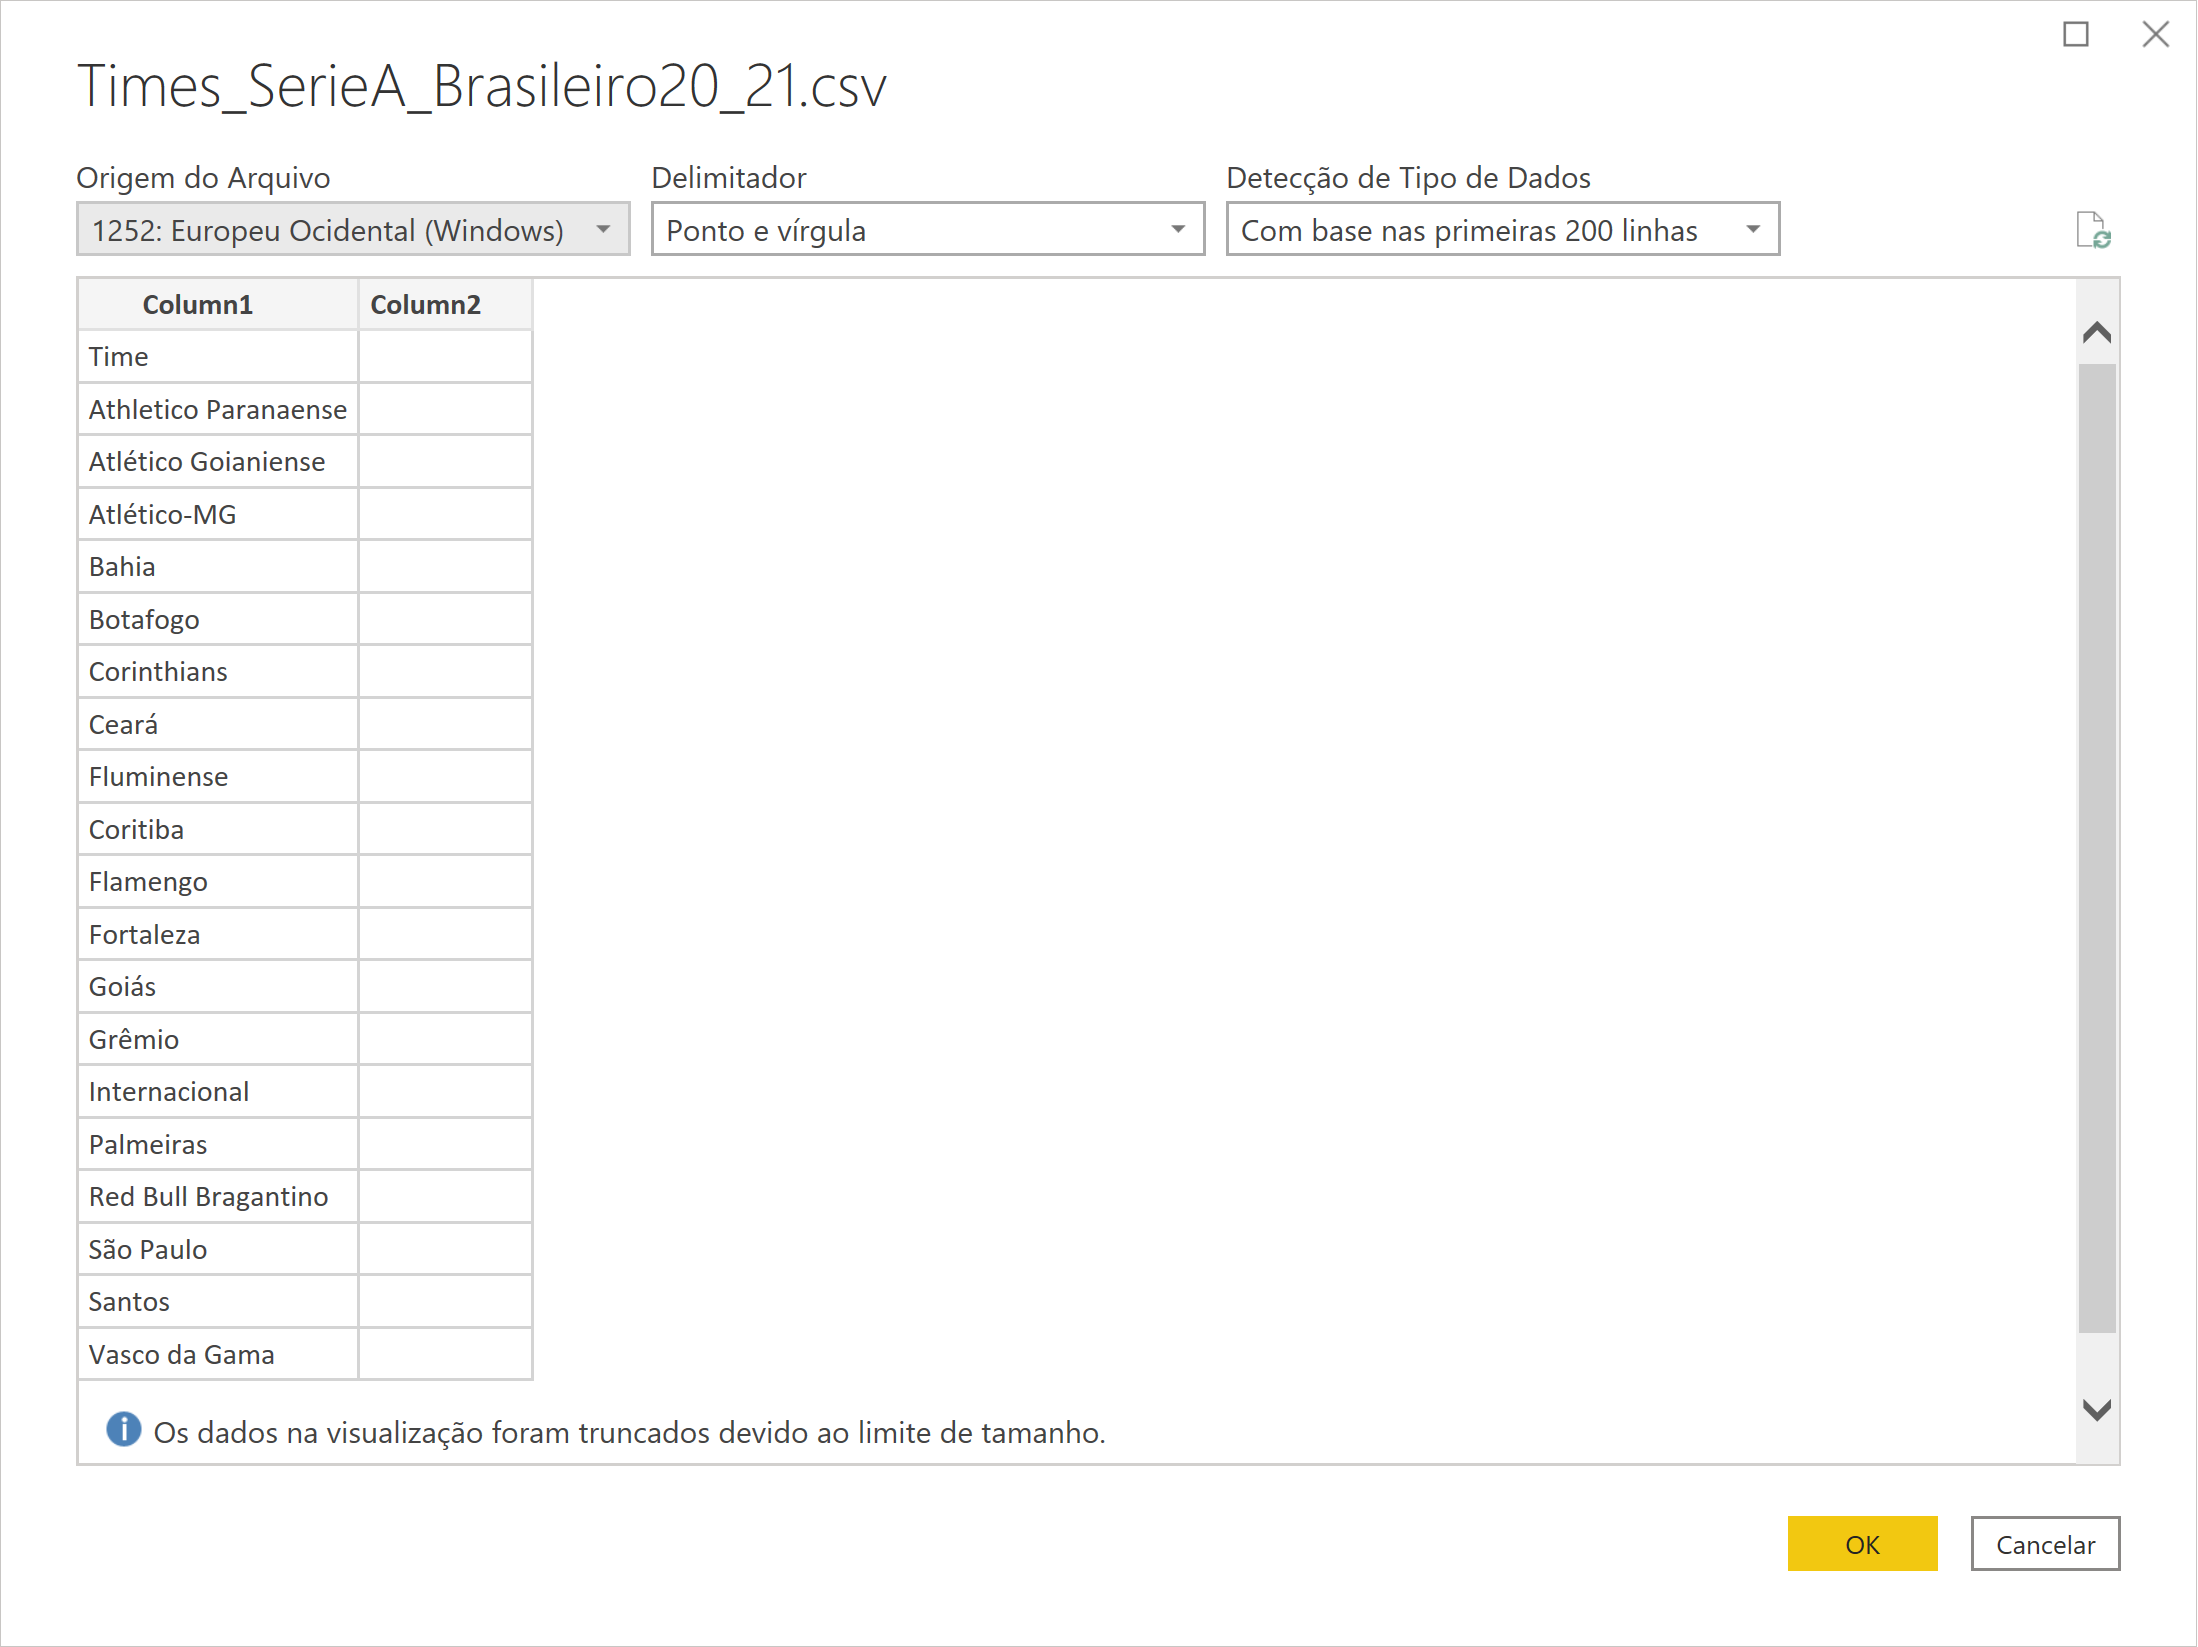 Times_SerieA_Brasileiro20_21.csv
Origem do Arquivo Delimitador Detecção de Tipo de Dados
1252: Europeu Ocidental (Windows) Ponto e vírgula Com base nas primeiras 200 linhas
Column1 Column2
Time
Athletico Paranaense
Atlético Goianiense
Atlético-MG
Bahia
Botafogo
Corinthians
Ceará
Fluminense
Coritiba
Flamengo
Fortaleza
Goiás
Grêmio
Internacional
Palmeiras
Red Bull Bragantino
São Paulo
Santos
Vasco da Gama
Os dados na visualização foram truncados devido ao limite de tamanho.
OK Cancelar